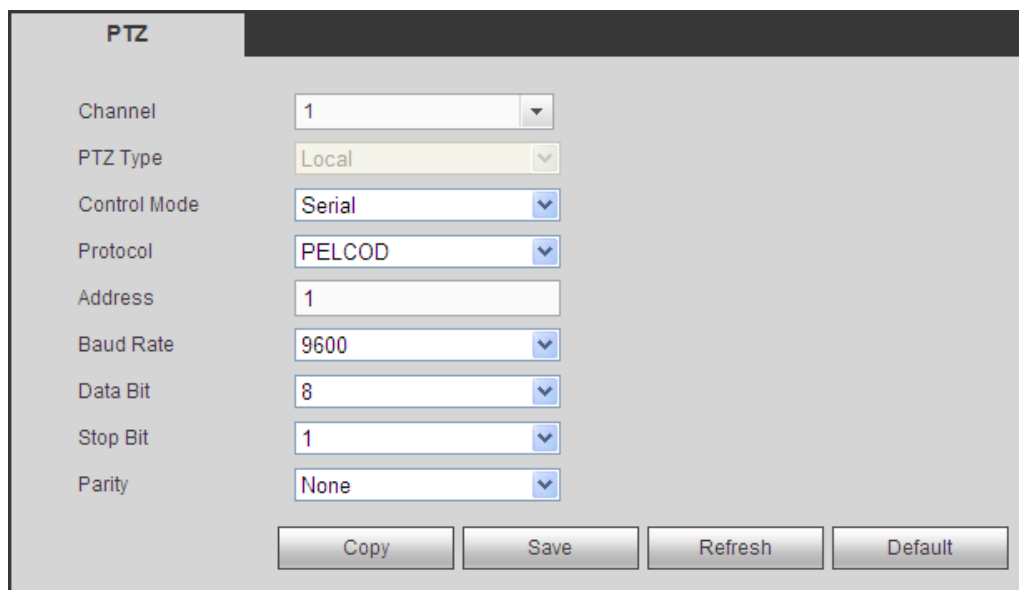 PTZ
Channel 1
PTZ Type Local
Control Mode Serial
Protocol PELCOD
Address 1
Baud Rate 9600
Data Bit 8
Stop Bit 1
Parity None
Copy Save Refresh Default